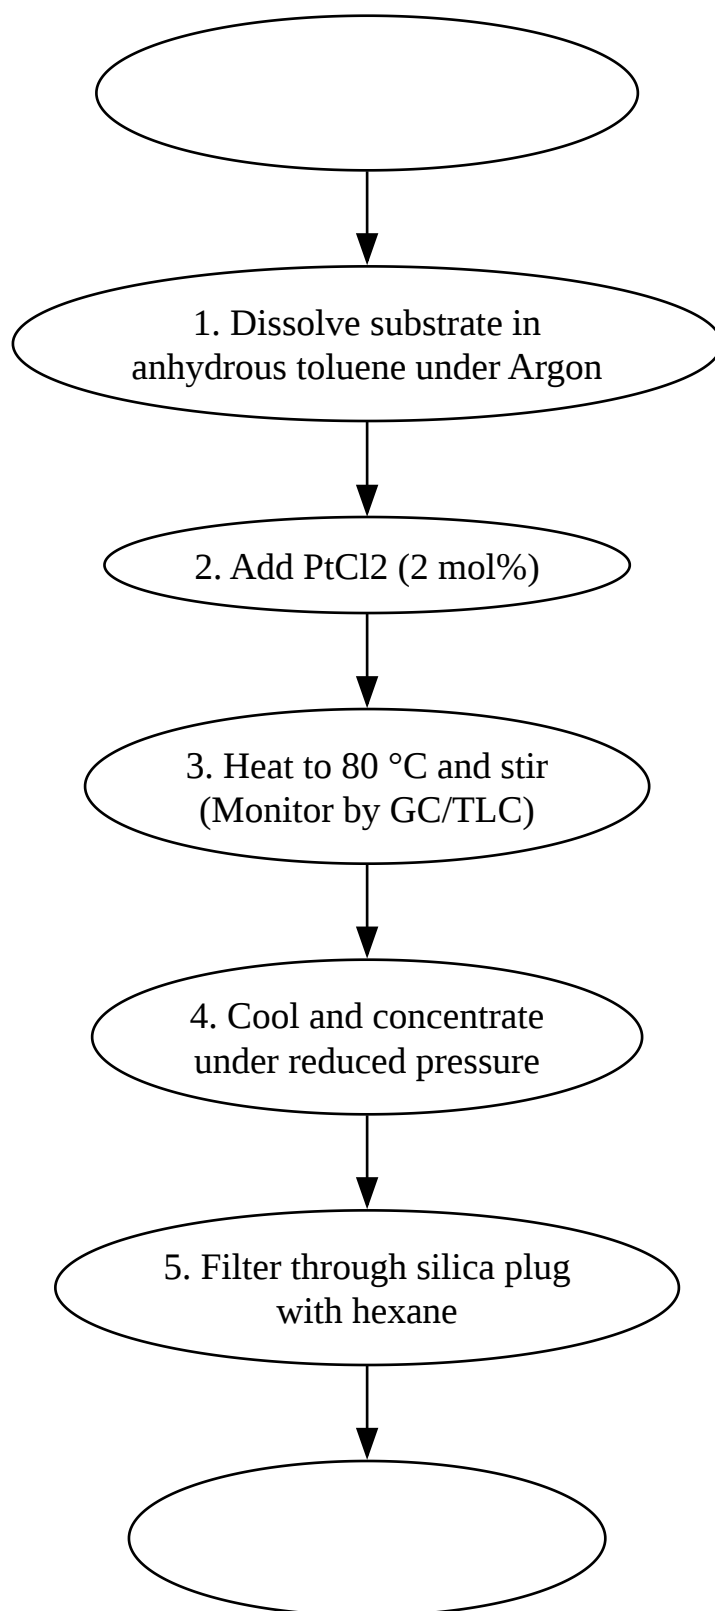 1. Dissolve substrate in
anhydrous toluene under Argon
2. Add PtCl2 (2 mol%)
3. Heat to 80 °C and stir
(Monitor by GC/TLC)
4. Cool and concentrate
under reduced pressure
5. Filter through silica plug
with hexane